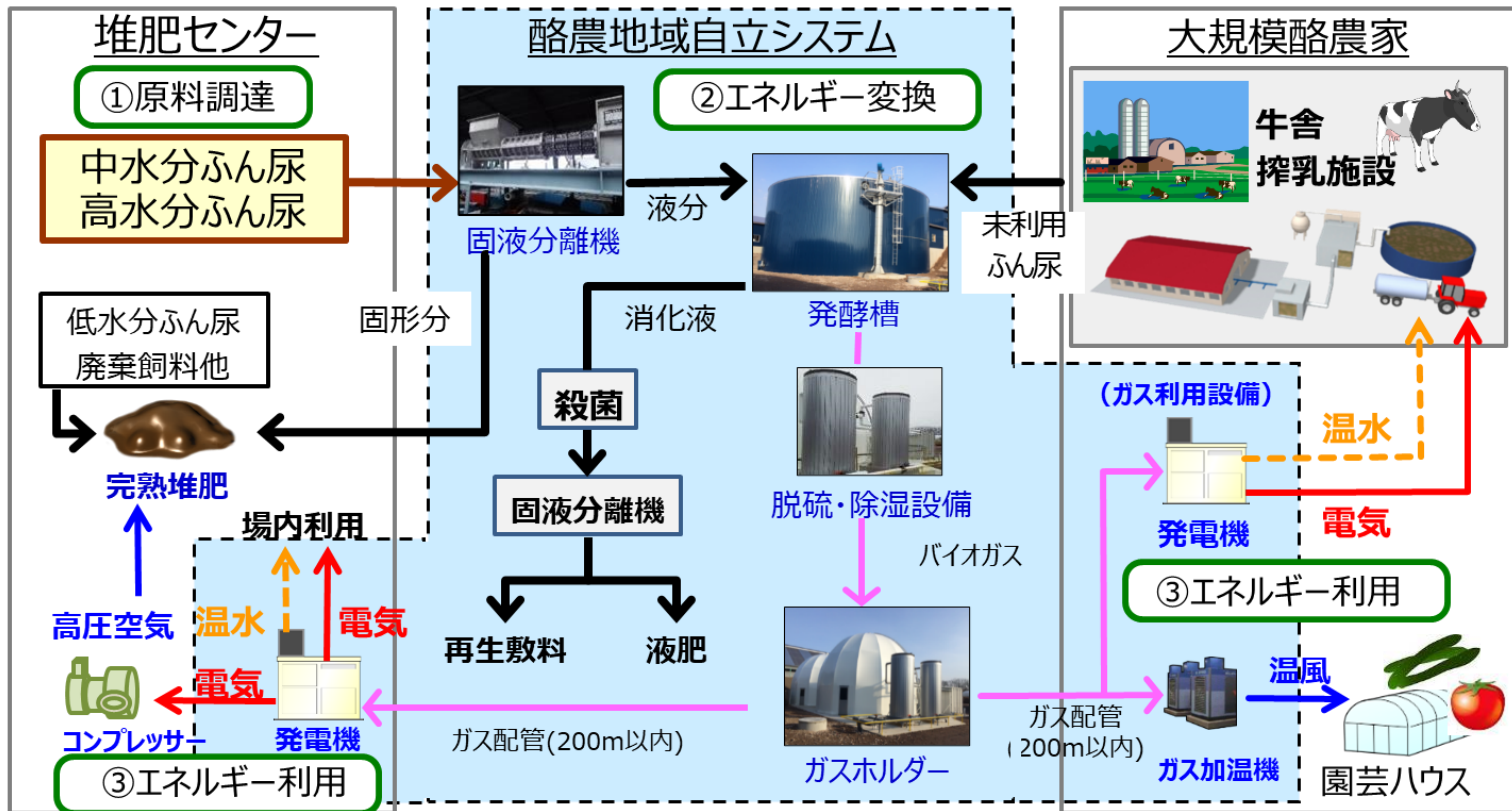 堆肥センター
①原料調達
中水分ふん尿
高水分ふん尿
低水分ふん尿
廃棄飼料他
固形分
完熟堆肥
場内利用
高圧空気
温水
電気
電気
コンプレッサー
発電機
③エネルギー利用
酪農地域自立システム
②エネルギー変換
固液分離機
液分
発酵槽
消化液
殺菌
固液分離機
再生敷料
液肥
脱硫・除湿設備
バイオガス
ガスホルダー
ガス配管(200m以内)
ガス配管
(200m以内)
大規模酪農家
牛舎
搾乳施設
未利用
ふん尿
(ガス利用設備)
温水
電気
発電機
③エネルギー利用
温風
ガス加温機
園芸ハウス